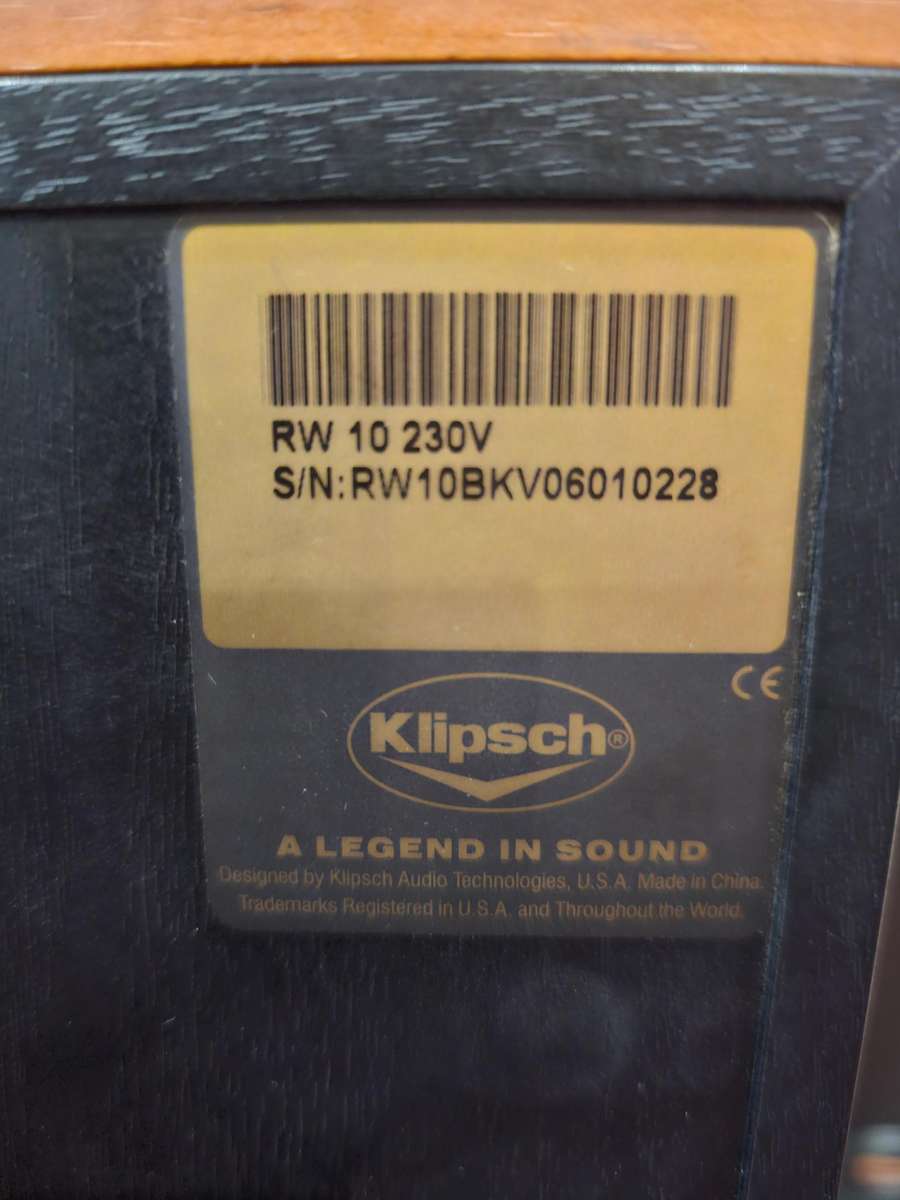 RW 10 230V
S/N:RW10BKV06010228
CE
Klipsch®
A LEGEND IN SOUND
Designed by Klipsch Audio Technologies, U.S.A. Made in China.
Trademarks Registered in U.S.A. and Throughout the World.